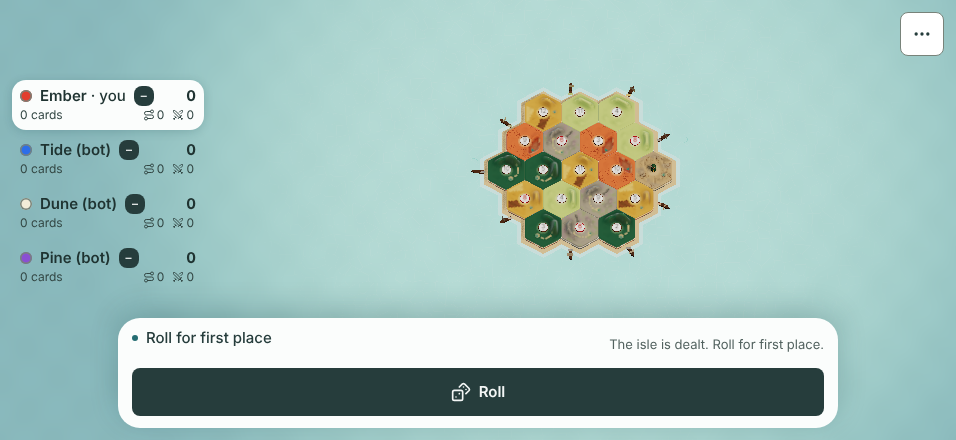 ...
Ember · you – 0
0 cards 0 0
Tide (bot) – 0
0 cards 0 0
Dune (bot) – 0
0 cards 0 0
Pine (bot) – 0
0 cards 0 0
Roll for first place
The isle is dealt. Roll for first place.
Roll